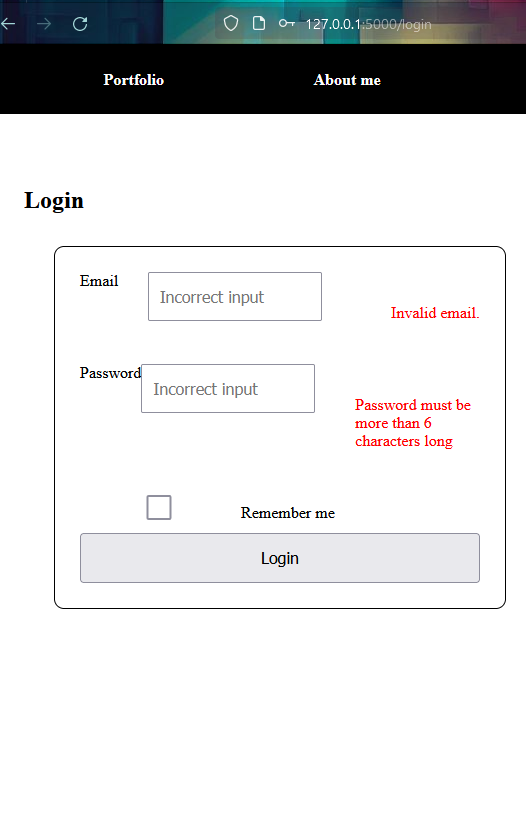 127.0.0.1:5000/login
Portfolio
About me
Login
Email
Incorrect input
Invalid email.
Password
Incorrect input
Password must be
more than 6
characters long
Remember me
Login